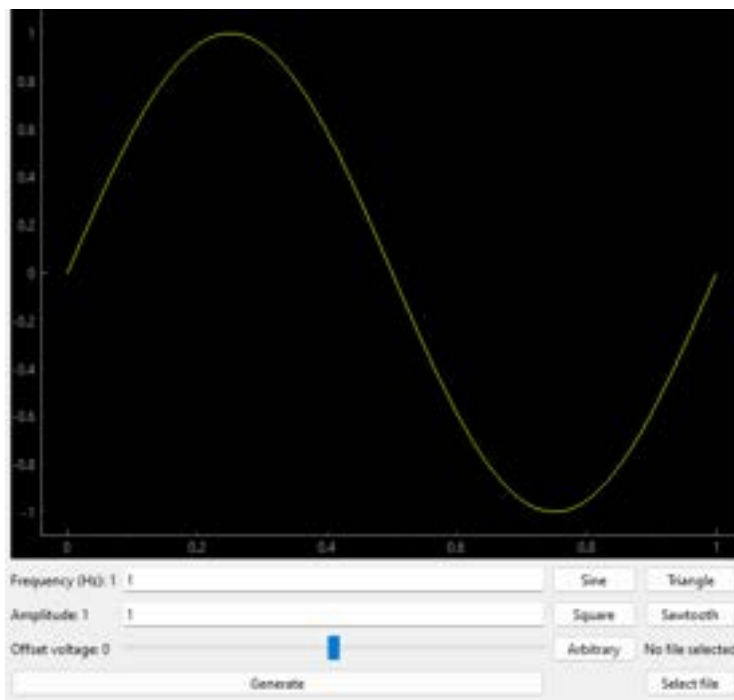 1
0.8
0.6
0.4
0.2
0
-0.2
-0.4
-0.6
-0.8
-1
0 0.2 0.4 0.6 0.8 1
Frequency (Hz): 1 1 Sine Triangle
Amplitude: 1 1 Square Sawtooth
Offset voltage: 0 Arbitrary No file selected
Generate Select file